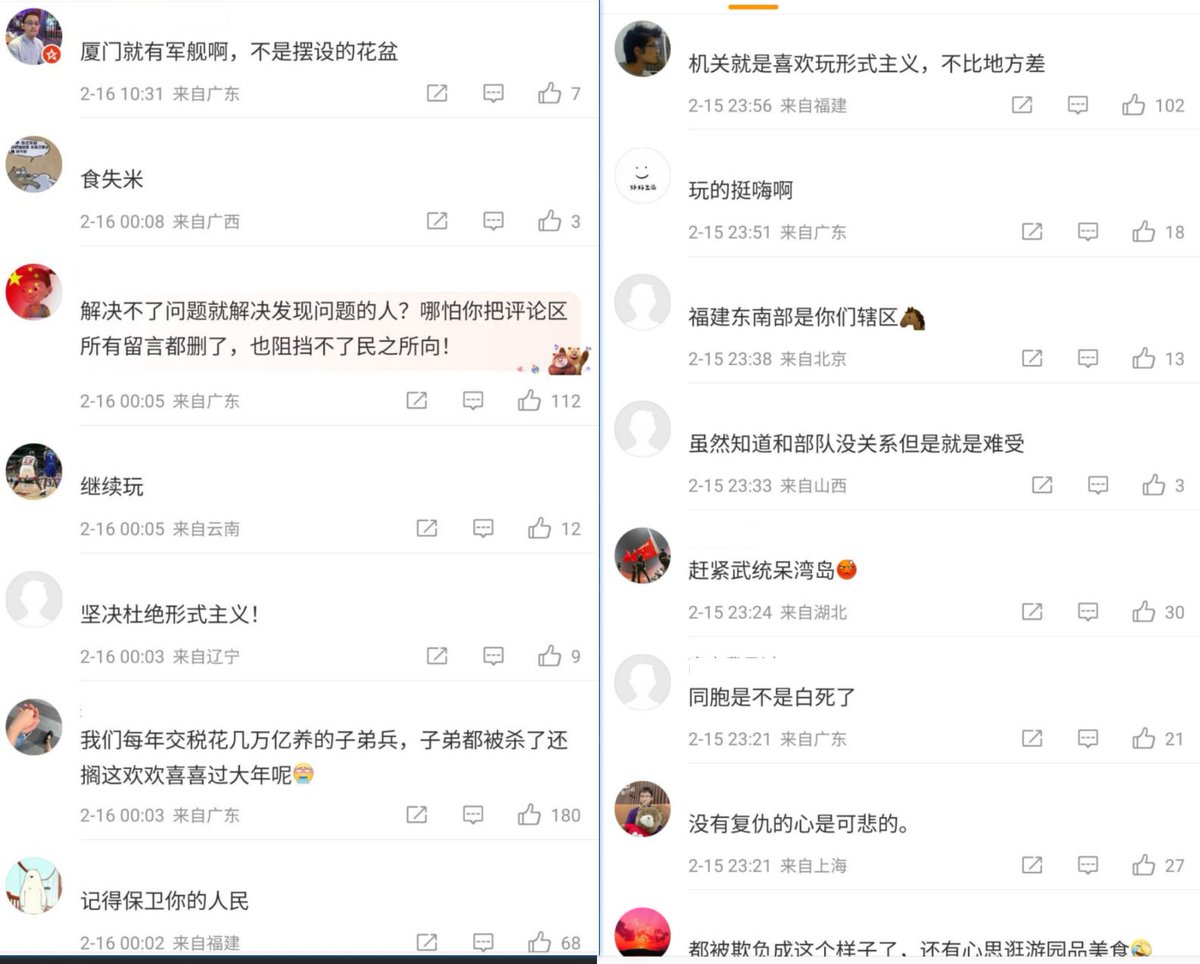 厦门就有军舰啊，不是摆设的花盆
2-16 10:31 来自广东
7
食失米
2-16 00:08 来自广西
3
解决不了问题就解决发现问题的人？哪怕你把评论区
所有留言都删了，也阻挡不了民之所向！
2-16 00:05 来自广东
112
继续玩
2-16 00:05 来自云南
12
坚决杜绝形式主义！
2-16 00:03 来自辽宁
9
我们每年交税花几万亿养的子弟兵，子弟都被杀了还
搁这欢欢喜喜过大年呢
2-16 00:03 来自广东
180
记得保卫你的人民
2-16 00:02 来自福建
68
机关就是喜欢玩形式主义，不比地方差
2-15 23:56 来自福建
102
玩的挺嗨啊
2-15 23:51 来自广东
18
福建东南部是你们辖区
2-15 23:38 来自北京
13
虽然知道和部队没关系但是就是难受
2-15 23:33 来自山西
3
赶紧武统呆湾岛
2-15 23:24 来自湖北
30
同胞是不是白死了
2-15 23:21 来自广东
21
没有复仇的心是可悲的。
2-15 23:21 来自上海
27
都被欺负成这个样子了，还有心思逛游园品美食